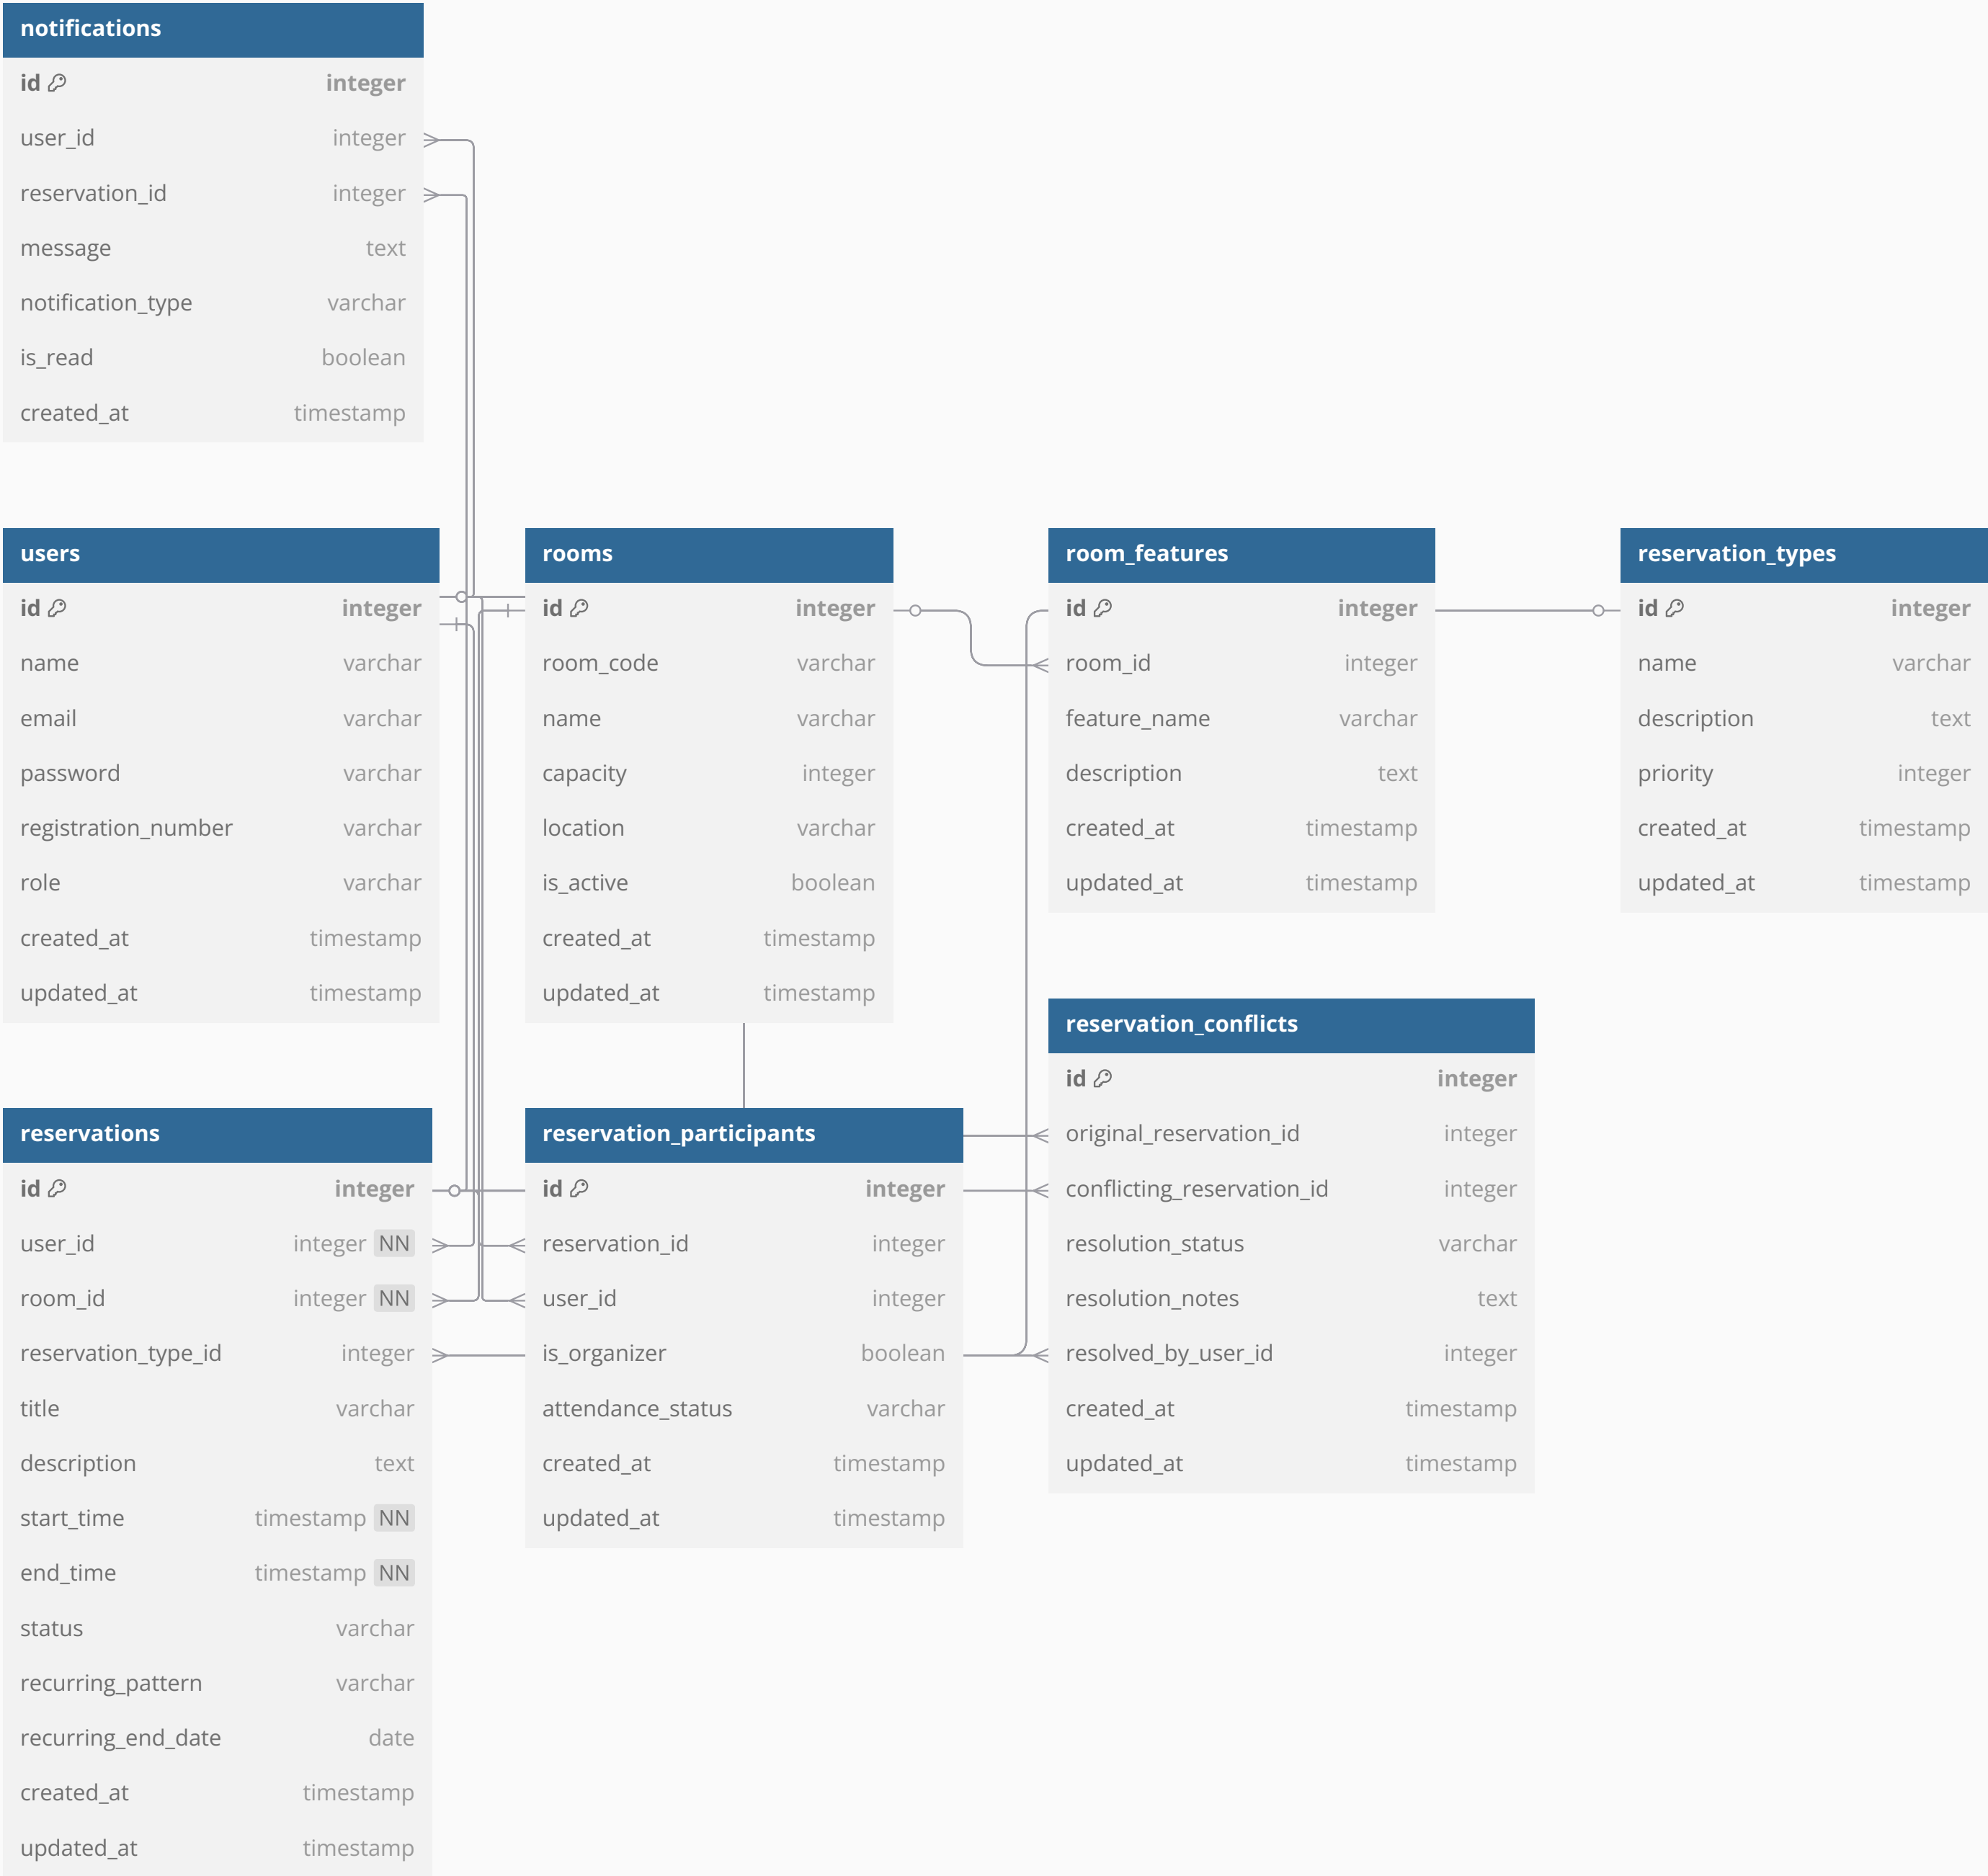 notifications
id integer
user_id integer
reservation_id integer
message text
notification_type varchar
is_read boolean
created_at timestamp
users
id integer
name varchar
email varchar
password varchar
registration_number varchar
role varchar
created_at timestamp
updated_at timestamp
rooms
id integer
room_code varchar
name varchar
capacity integer
location varchar
is_active boolean
created_at timestamp
updated_at timestamp
room_features
id integer
room_id integer
feature_name varchar
description text
created_at timestamp
updated_at timestamp
reservation_types
id integer
name varchar
description text
priority integer
created_at timestamp
updated_at timestamp
reservations
id integer
user_id integer NN
room_id integer NN
reservation_type_id integer
title varchar
description text
start_time timestamp NN
end_time timestamp NN
status varchar
recurring_pattern varchar
recurring_end_date date
created_at timestamp
updated_at timestamp
reservation_participants
id integer
reservation_id integer
user_id integer
is_organizer boolean
attendance_status varchar
created_at timestamp
updated_at timestamp
reservation_conflicts
id integer
original_reservation_id integer
conflicting_reservation_id integer
resolution_status varchar
resolution_notes text
resolved_by_user_id integer
created_at timestamp
updated_at timestamp